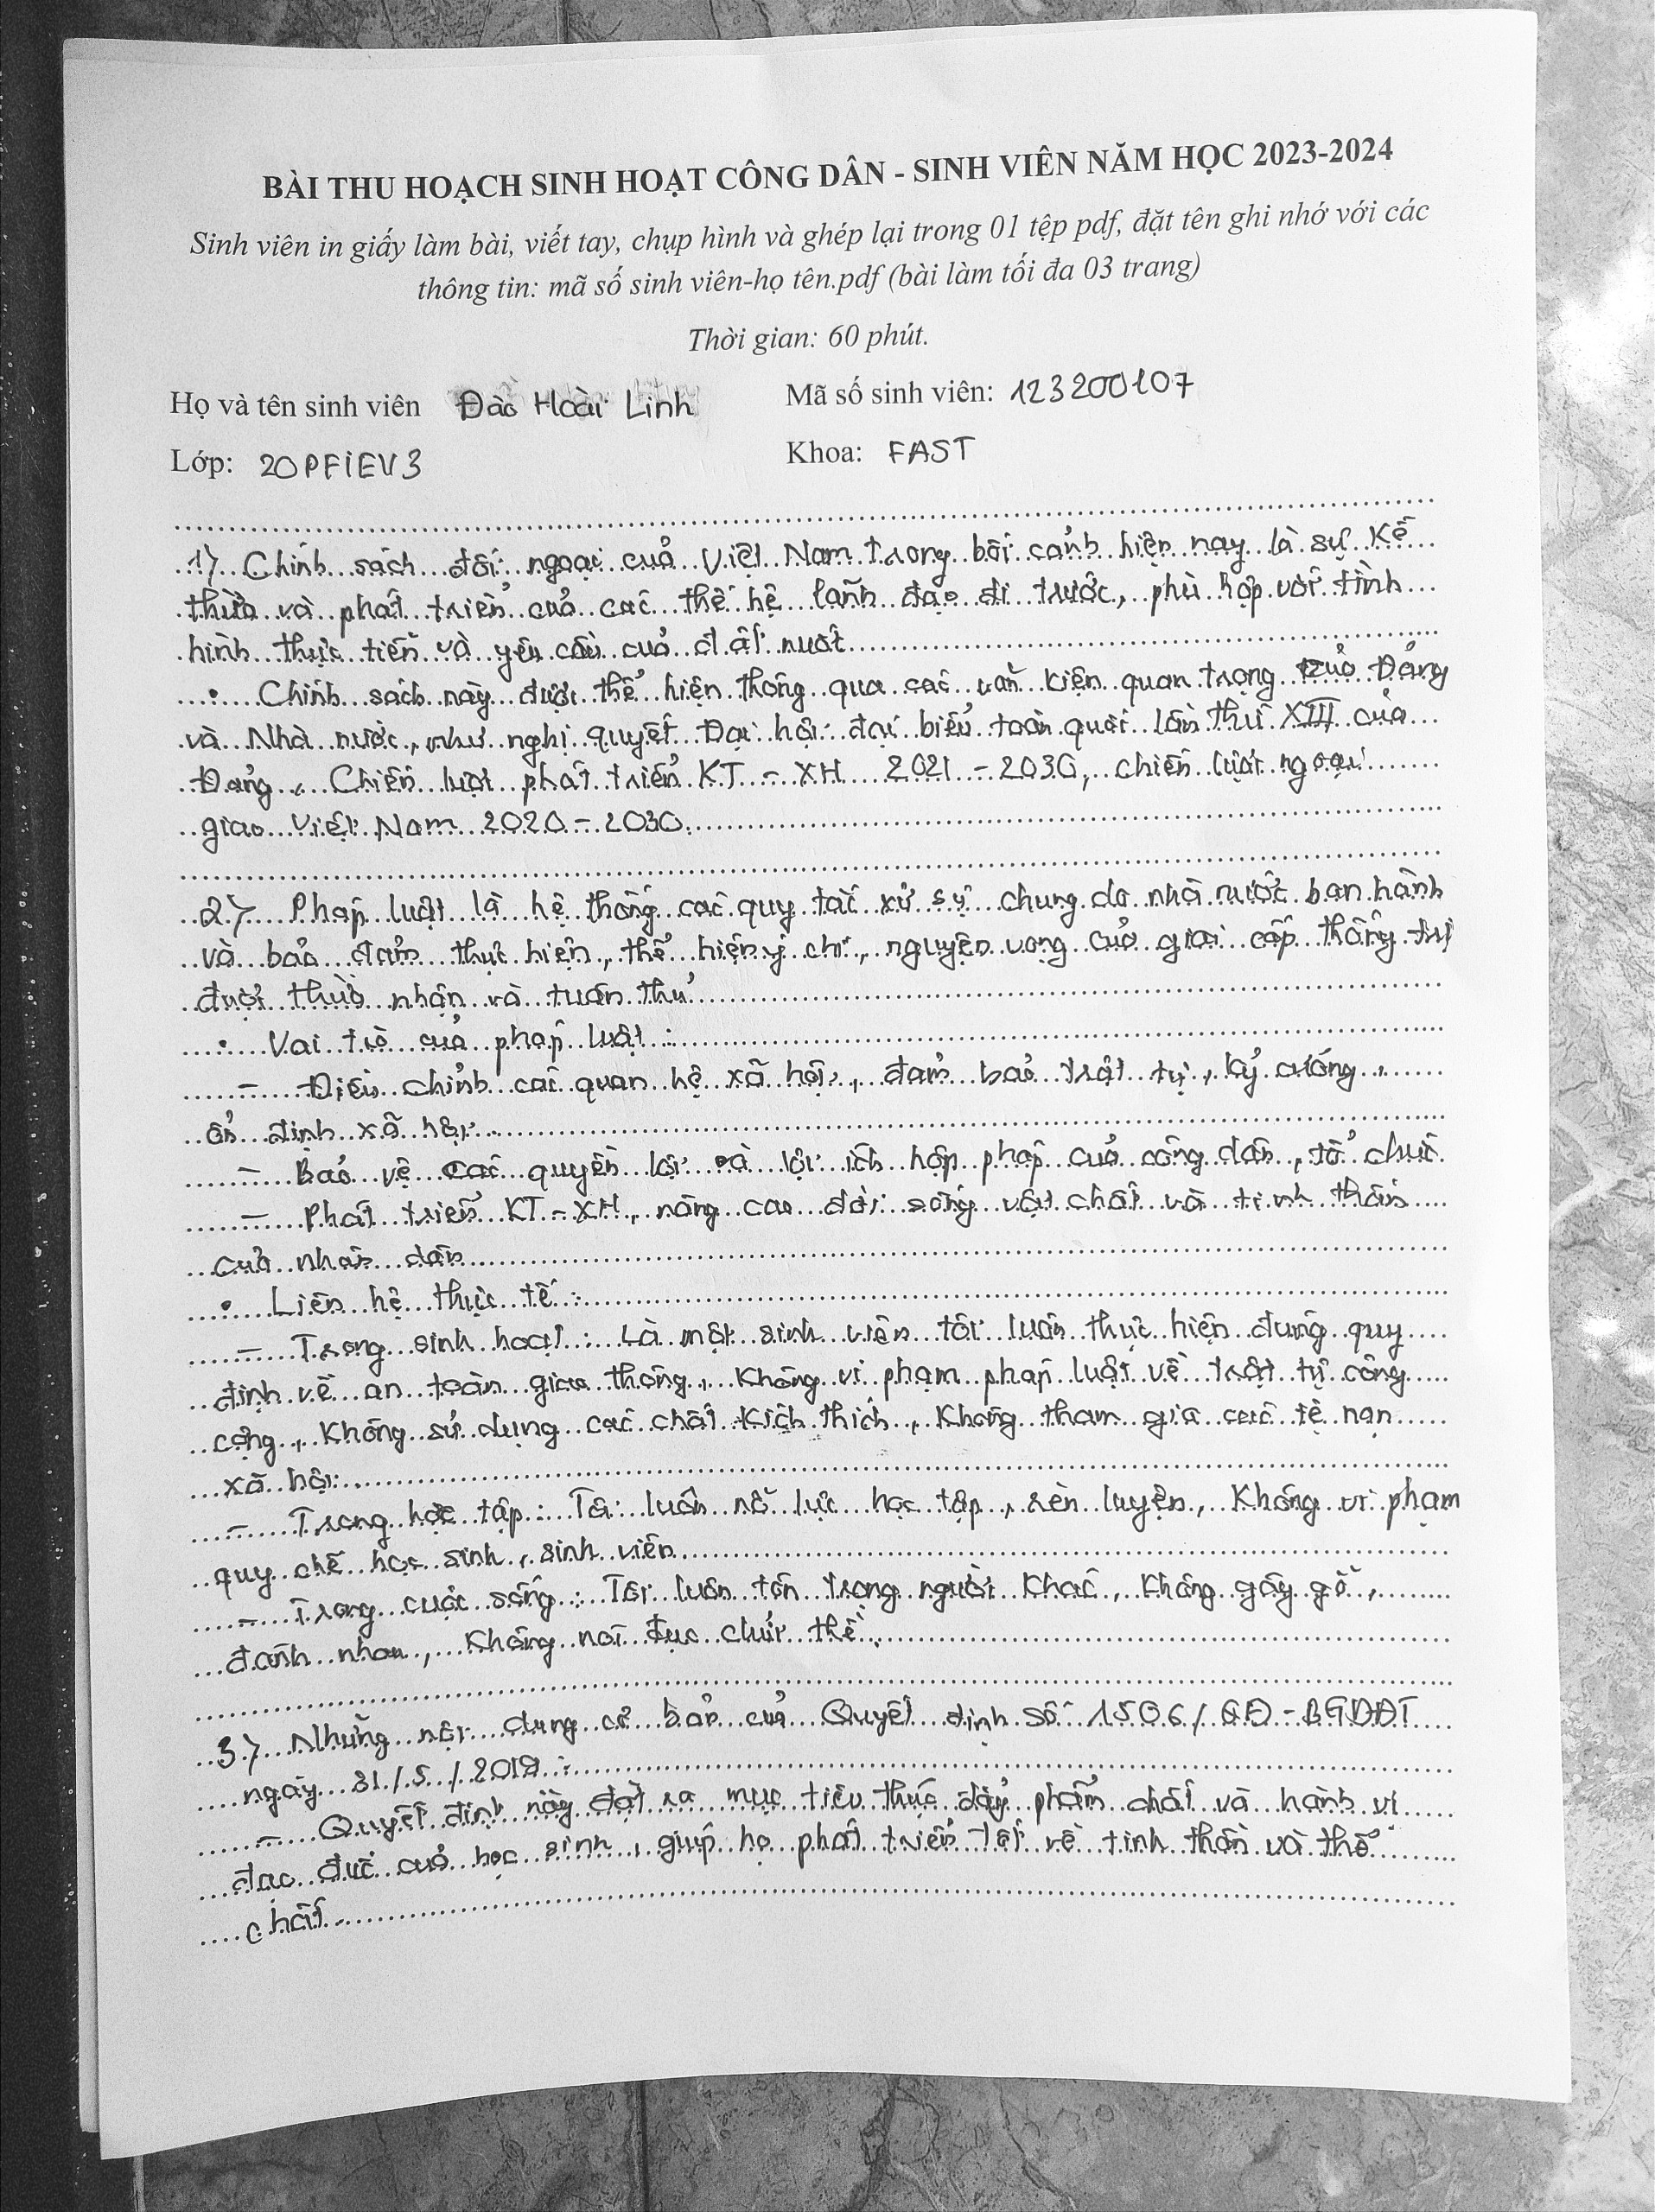 BÀI THU HOẠCH SINH HOẠT CÔNG DÂN - SINH VIÊN NĂM HỌC 2023-2024
Sinh viên in giấy làm bài, viết tay, chụp hình và ghép lại trong 01 tệp pdf, đặt tên ghi nhớ với các
thông tin: mã số sinh viên-họ tên.pdf (bài làm tối đa 03 trang)
Thời gian: 60 phút.
Họ và tên sinh viên Đào Hoài Linh Mã số sinh viên: 123200107
Lớp: 20PFIEV3 Khoa: FAST
1) Chính sách đối ngoại của Việt Nam trong bối cảnh hiện nay là sự kế
thừa và phát triển của các thế hệ lãnh đạo đi trước, phù hợp với tình
hình thực tiễn và yêu cầu của đất nước
• Chính sách này được thể hiện thông qua các văn kiện quan trọng của Đảng
và Nhà nước, như nghị quyết Đại hội đại biểu toàn quốc lần thứ XIII của
Đảng, Chiến lược phát triển KT - XH 2021 - 2030, chiến lược ngoại
giao Việt Nam 2020 - 2030.
2) Pháp luật là hệ thống các quy tắc xử sự chung do nhà nước ban hành
và bảo đảm thực hiện, thể hiện ý chí, nguyện vọng của giai cấp thống trị
được thừa nhận và tuân thủ
• Vai trò của pháp luật :
- Điều chỉnh các quan hệ xã hội, đảm bảo trật tự, kỷ cương,
ổn định xã hội.
- Bảo vệ các quyền lợi và lợi ích hợp pháp của công dân, tổ chức
- Phát triển KT - XH, nâng cao đời sống vật chất và tinh thần
của nhân dân
• Liên hệ thực tế :
- Trong sinh hoạt : Là một sinh viên tôi luôn thực hiện đúng quy
định về an toàn giao thông, không vi phạm pháp luật về trật tự công
cộng, không sử dụng các chất kích thích, không tham gia các tệ nạn
xã hội.
- Trong học tập : Tôi luôn nỗ lực học tập, rèn luyện, không vi phạm
quy chế học sinh, sinh viên
- Trong cuộc sống : Tôi luôn tôn trọng người khác, không gây gổ,
đánh nhau, không nói tục chửi thề.
3) Những nội dung cơ bản của Quyết định số 1506/QĐ-BGDĐT
ngày 31/5/2019 :
- Quyết định này đặt ra mục tiêu thúc đẩy phẩm chất và hành vi
đạo đức của học sinh, giúp họ phát triển tốt về tinh thần và thể
chất